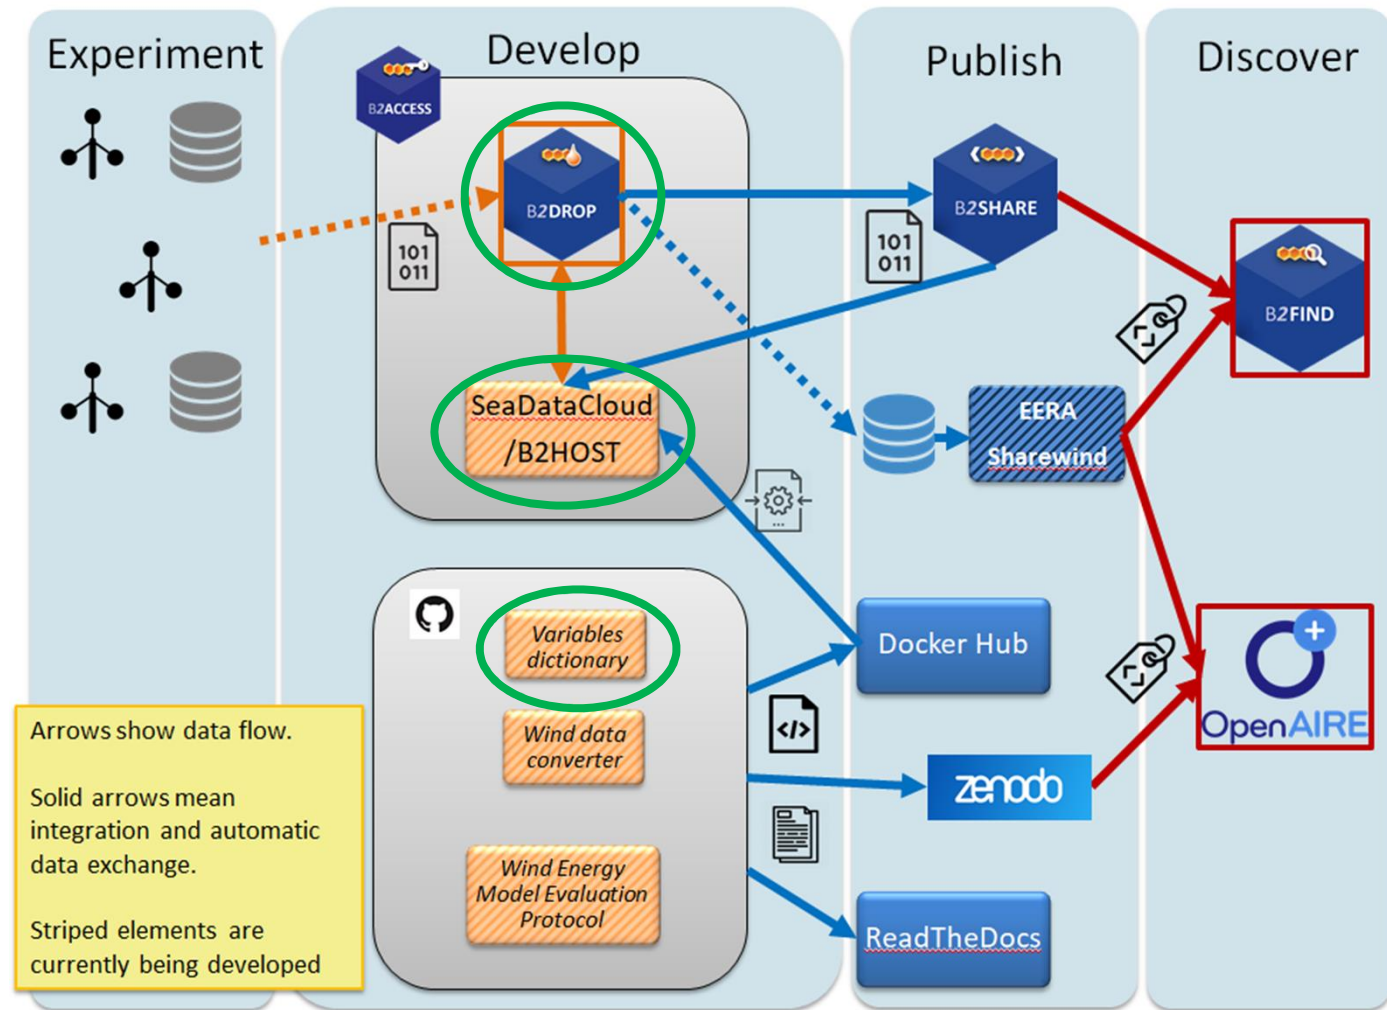 Experiment
Develop
Publish
Discover
B2ACCESS
B2DROP
B2SHARE
101
011
101
011
B2FIND
SeaDataCloud
/B2HOST
EERA
Sharewind
...
Variables
dictionary
Docker Hub
OpenAIRE
Wind data
converter
</>
zenodo
Wind Energy
Model Evaluation
Protocol
ReadTheDocs
Arrows show data flow.
Solid arrows mean
integration and automatic
data exchange.
Striped elements are
currently being developed